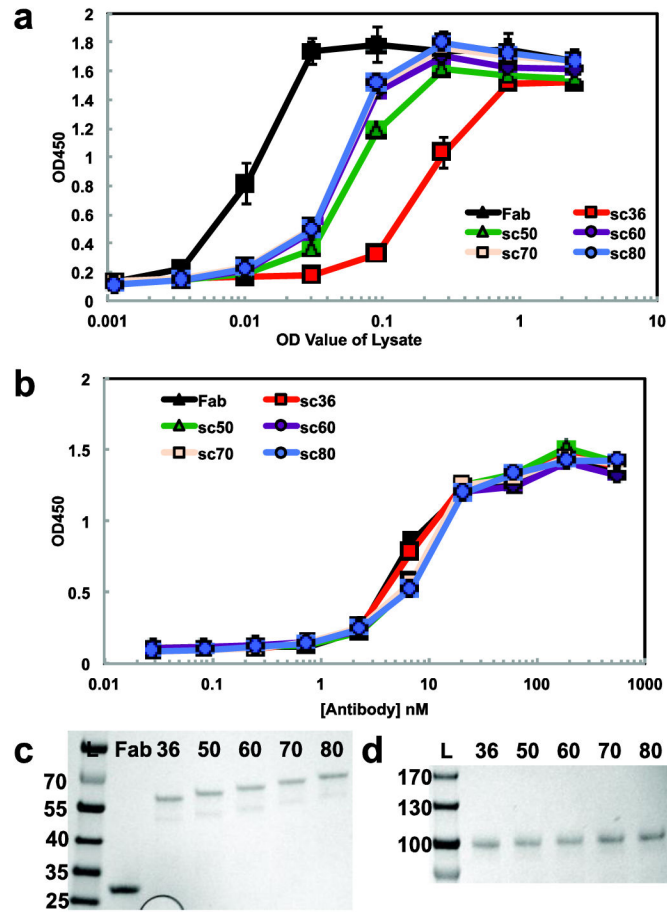 a
OD450
2.0
1.8
1.6
1.4
1.2
1
0.8
0.6
0.4
0.2
0
0.001 0.01 0.1 1 10
OD Value of Lysate
Fab sc36
sc50 sc60
sc70 sc80
b
OD450
2
1.5
1
0.5
0
0.01 0.1 1 10 100 1000
[Antibody] nM
Fab sc36
sc50 sc60
sc70 sc80
c
L Fab 36 50 60 70 80
70
55
40
35
25
d
L 36 50 60 70 80
170
130
100